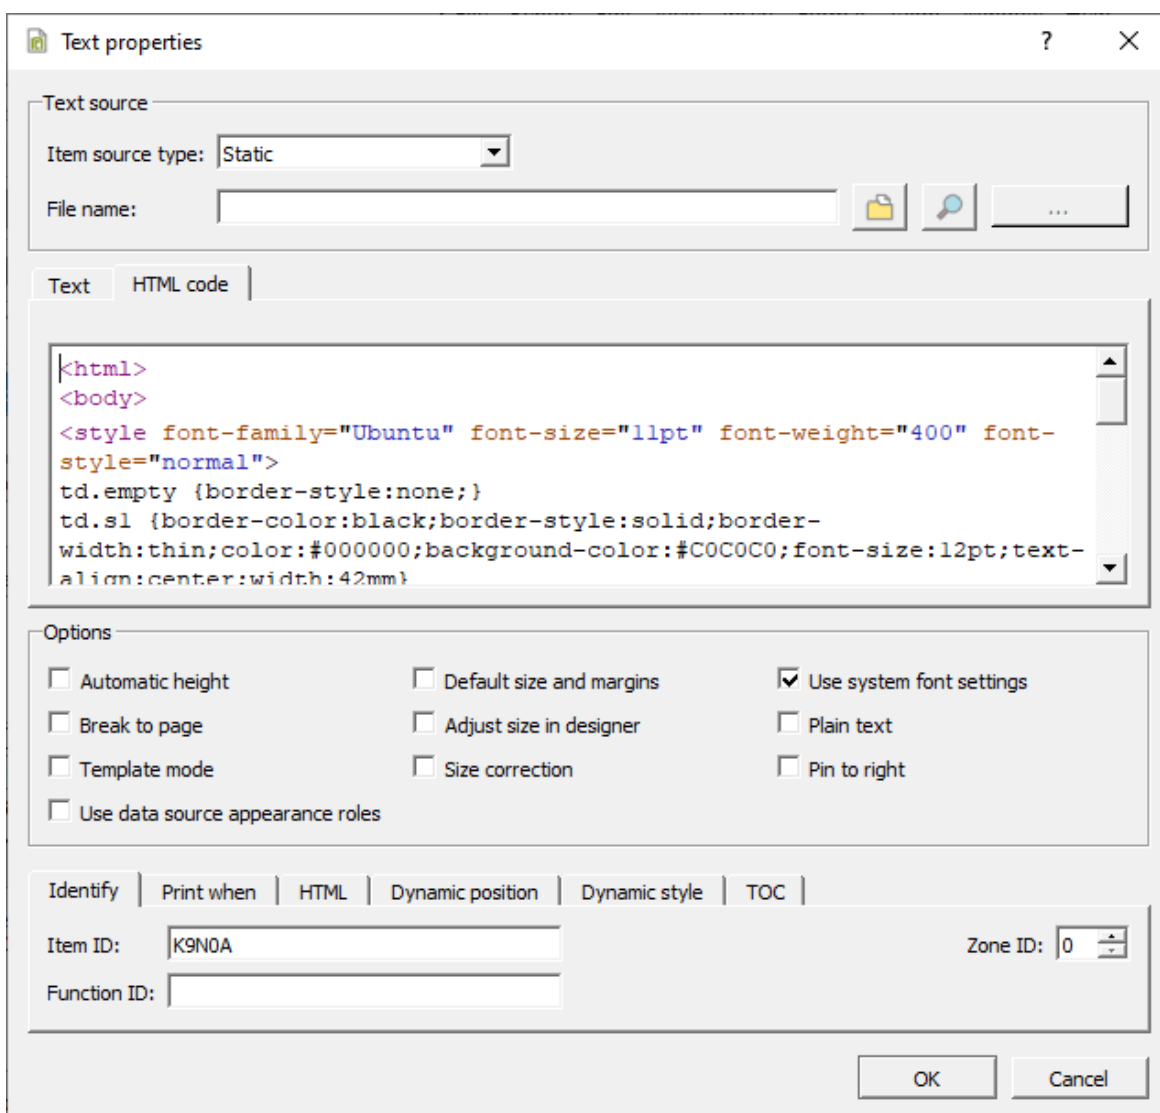 Text properties
?
Text source
Item source type: Static
File name:
...
Text HTML code
<html>
<body>
<style font-family="Ubuntu" font-size="11pt" font-weight="400" font-
style="normal">
td.empty {border-style:none;}
td.s1 {border-color:black;border-style:solid;border-
width:thin;color:#000000;background-color:#C0C0C0;font-size:12pt;text-
align:center;width:42mm}
Options
Automatic height Default size and margins Use system font settings
Break to page Adjust size in designer Plain text
Template mode Size correction Pin to right
Use data source appearance roles
Identify Print when HTML Dynamic position Dynamic style TOC
Item ID: K9N0A Zone ID: 0
Function ID:
OK Cancel